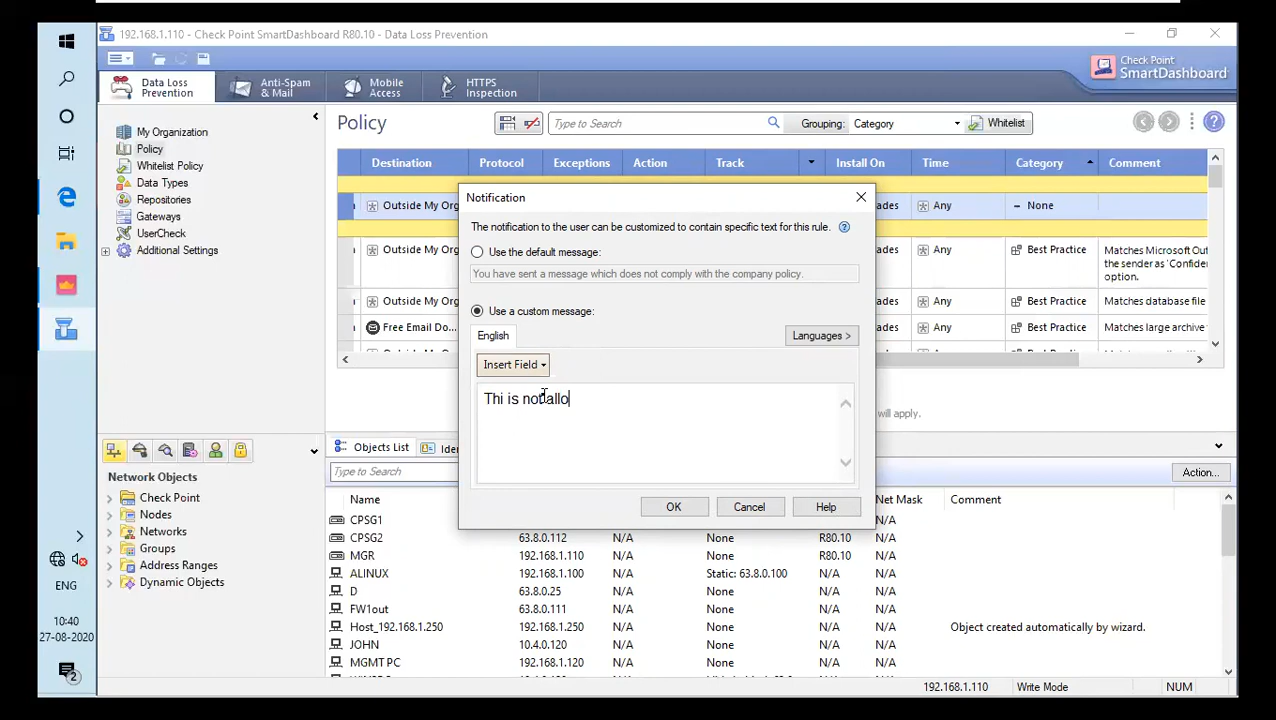 192.168.1.110 - Check Point SmartDashboard R80.10 - Data Loss Prevention
Data Loss
Prevention
Anti-Spam
& Mail
Mobile
Access
HTTPS
Inspection
Check Point
SmartDashboard
My Organization
Policy
Whitelist Policy
Data Types
Repositories
Gateways
UserCheck
Additional Settings
Policy
Type to Search
Grouping:
Category
Whitelist
Destination
Protocol
Exceptions
Action
Track
Install On
Time
Category
Comment
Outside My Org
Any
None
Outside My Org
Any
Best Practice
Matches Microsoft Out
the sender as 'Confide
option.
Outside My Org
Any
Best Practice
Matches database file
Free Email Do...
Any
Best Practice
Matches large archive
will apply.
Notification
The notification to the user can be customized to contain specific text for this rule.
Use the default message:
You have sent a message which does not comply with the company policy.
Use a custom message:
English
Languages >
Insert Field
Thi is not allo
OK
Cancel
Help
Network Objects
Check Point
Nodes
Networks
Groups
Address Ranges
Dynamic Objects
Objects List
Type to Search
Action...
Name
Net Mask
Comment
CPSG1
CPSG2 63.8.0.112 N/A None R80.10
MGR 192.168.1.110 N/A None R80.10
ALINUX 192.168.1.100 N/A Static: 63.8.0.100 N/A N/A
D 63.8.0.25 N/A None N/A N/A
FW1out 63.8.0.111 N/A None N/A N/A
Host_192.168.1.250 192.168.1.250 N/A None N/A N/A Object created automatically by wizard.
JOHN 10.4.0.120 N/A None N/A N/A
MGMT PC 192.168.1.120 N/A None N/A N/A
192.168.1.110
Write Mode
NUM
ENG
10:40
27-08-2020
2